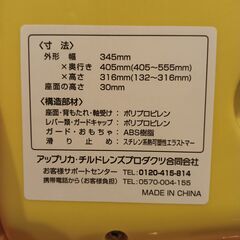 <寸 法>
外形 幅 345mm
×奥行き 405mm(405~555mm)
×高さ 316mm(132~316mm)
座面の高さ 30mm
<構造部材>
座面・背もたれ・軸受け： ポリプロピレン
レバー類・ガードキャップ： ポリプロピレン
ガード・おもちゃ： ABS樹脂
滑り止め： スチレン系熱可塑性エラストマー
アップリカ・チルドレンズプロダクツ合同会社
お客様サポートセンター TEL: 0120-415-814
携帯電話から(お客様負担) TEL: 0570-004-155
MADE IN CHINA